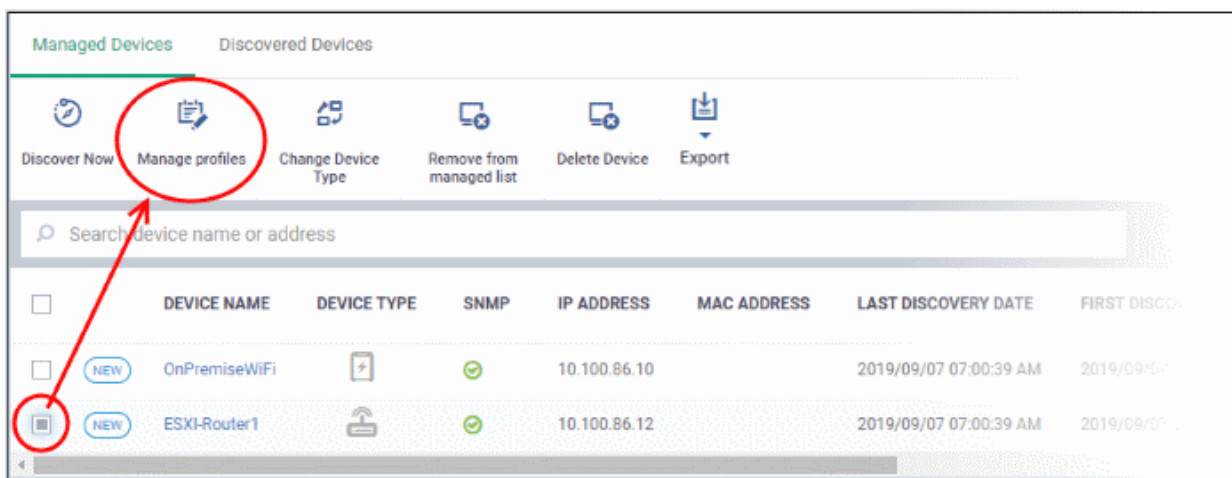 Managed Devices Discovered Devices
Discover Now Manage profiles Change Device Type Remove from managed list Delete Device Export
Search device name or address
DEVICE NAME DEVICE TYPE SNMP IP ADDRESS MAC ADDRESS LAST DISCOVERY DATE FIRST
NEW OnPremiseWiFi 10.100.86.10 2019/09/07 07:00:39 AM
NEW ESXI-Router1 10.100.86.12 2019/09/07 07:00:39 AM